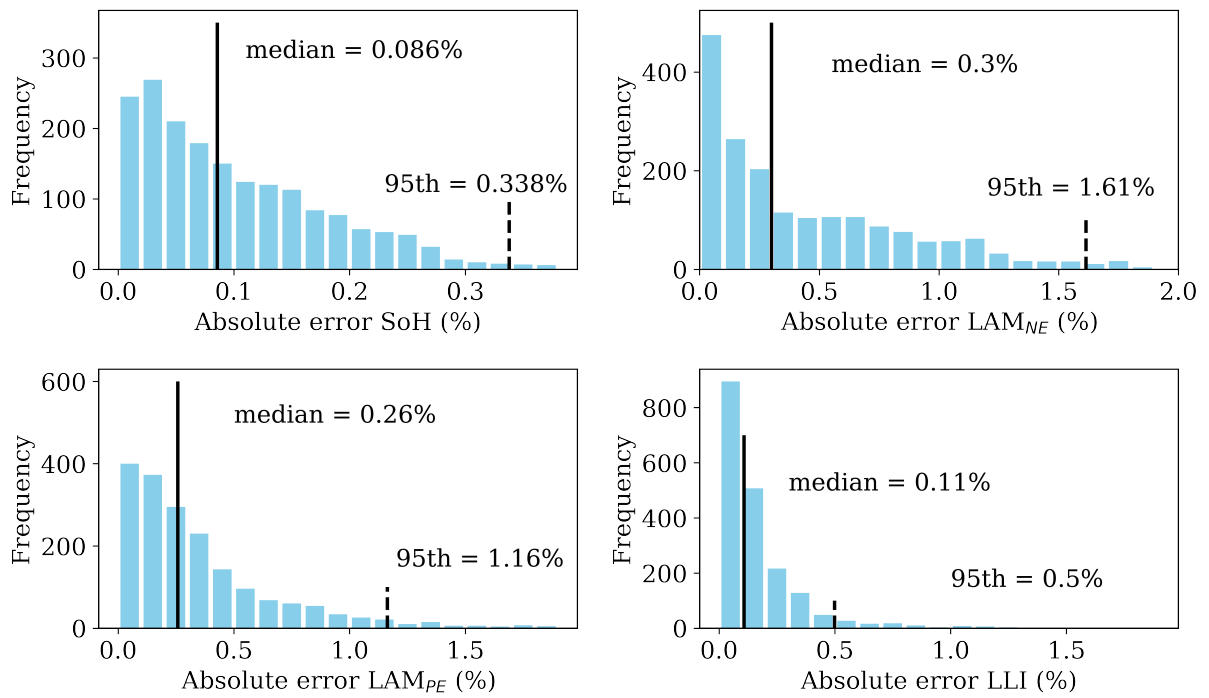 Frequency
300
200
100
0
median = 0.086%
95th = 0.338%
0.0 0.1 0.2 0.3
Absolute error SoH (%)
Frequency
400
200
0
median = 0.3%
95th = 1.61%
0.0 0.5 1.0 1.5 2.0
Absolute error LAM_NE (%)
Frequency
600
400
200
0
median = 0.26%
95th = 1.16%
0.0 0.5 1.0 1.5
Absolute error LAM_PE (%)
Frequency
800
600
400
200
0
median = 0.11%
95th = 0.5%
0.0 0.5 1.0 1.5
Absolute error LLI (%)